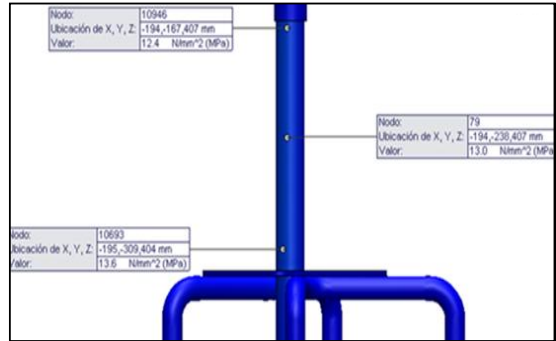 Nodo: 10946
Ubicación de X, Y, Z: -194,-167,407 mm
Valor: 12.4 N/mm^2 (MPa)
Nodo: 79
Ubicación de X, Y, Z: -194,-238,407 mm
Valor: 13.0 N/mm^2 (MPa
Nodo: 10693
Ubicación de X, Y, Z: -195,-309,404 mm
Valor: 13.6 N/mm^2 (MPa)